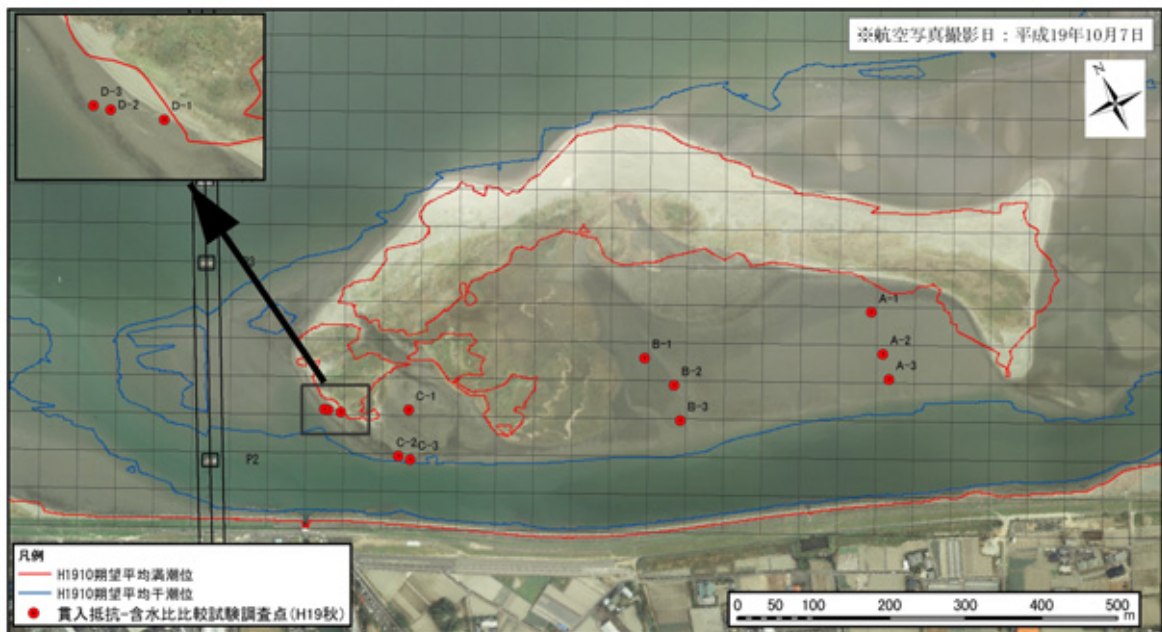 ※航空写真撮影日：平成19年10月7日
N
D-3
D-2
D-1
A-1
A-2
A-3
B-1
B-2
B-3
C-1
C-2
C-3
P2
凡例
H1910期望平均満潮位
H1910期望平均干潮位
貫入抵抗-含水比比較試験調査点(H19秋)
0 50 100 200 300 400 500
m